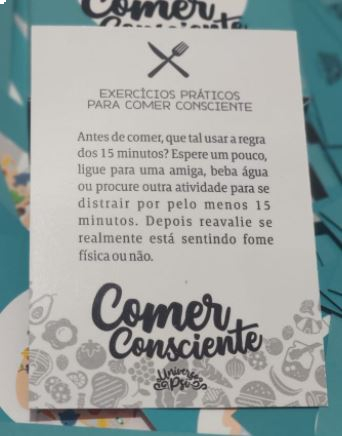 Comer
Consciente
EXERCÍCIOS PRÁTICOS
PARA COMER CONSCIENTE
Antes de comer, que tal usar a regra
dos 15 minutos? Espere um pouco,
ligue para uma amiga, beba água
ou procure outra atividade para se
distrair por pelo menos 15
minutos. Depois reavalie se
realmente está sentindo fome
física ou não.
Comer
Consciente
Universo
Psi